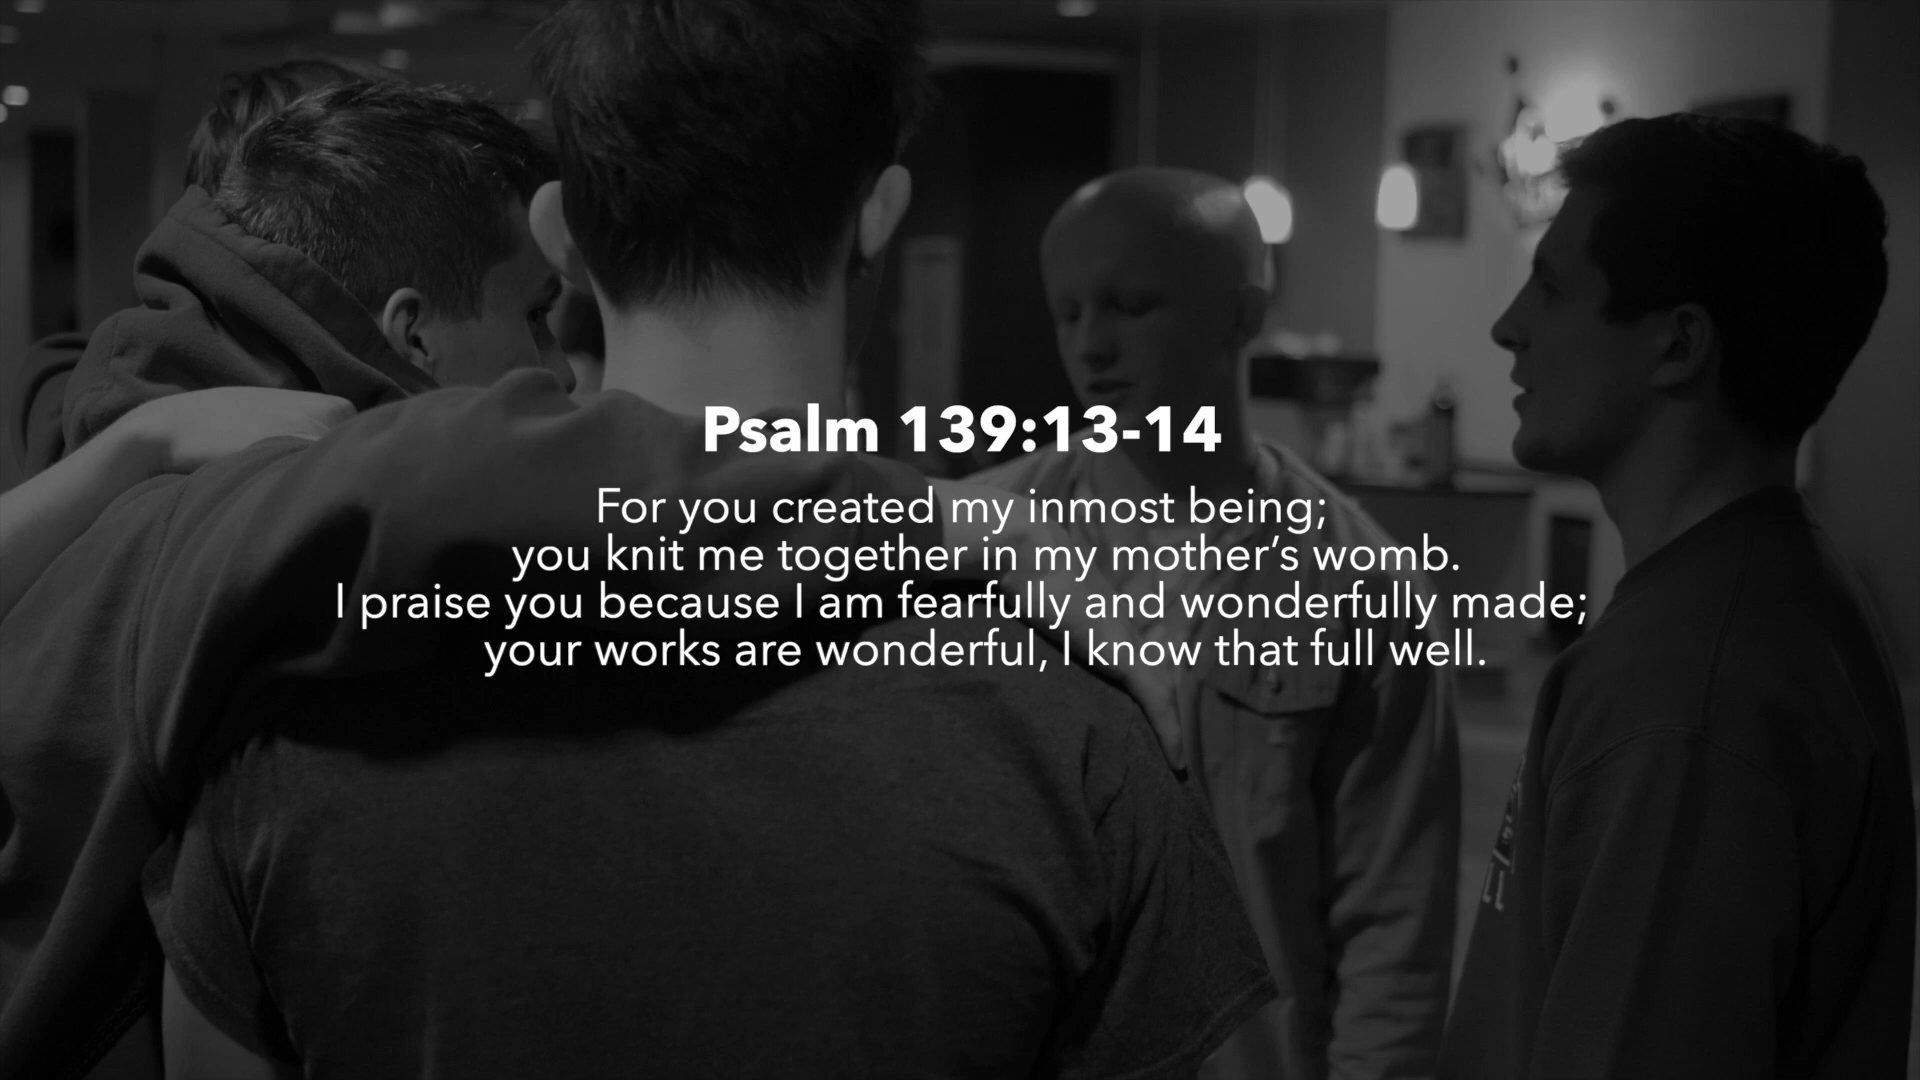 Psalm 139:13-14
For you created my inmost being;
you knit me together in my mother’s womb.
I praise you because I am fearfully and wonderfully made;
your works are wonderful, I know that full well.